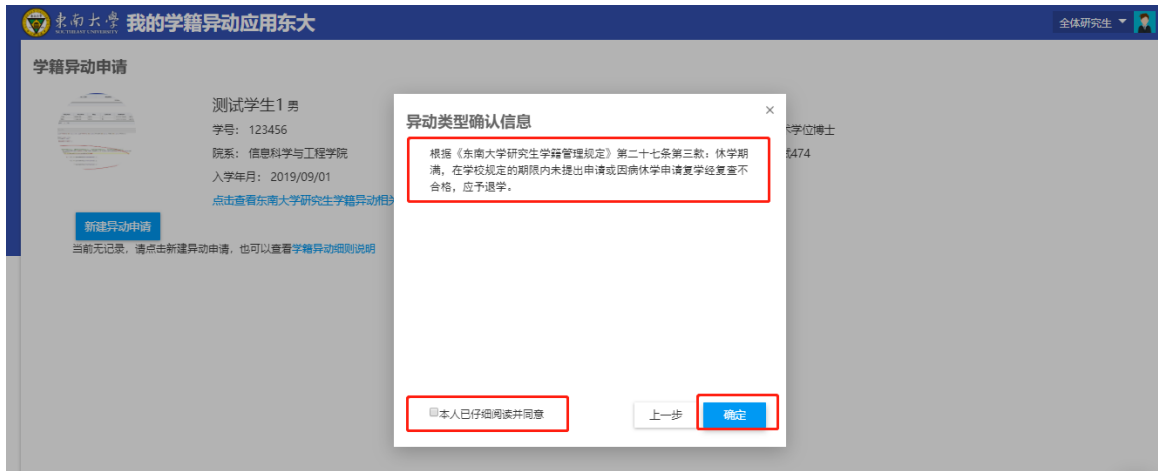 東南大學 我的学籍异动应用东大
SOUTHEAST UNIVERSITY
全体研究生
学籍异动申请
测试学生1 男
学号： 123456
院系： 信息科学与工程学院
入学年月： 2019/09/01
点击查看东南大学研究生学籍异动相
学位博士
474
新建异动申请
当前无记录，请点击新建异动申请，也可以查看学籍异动细则说明
异动类型确认信息
×
根据《东南大学研究生学籍管理规定》第二十七条第三款：休学期
满，在学校规定的期限内未提出申请或因病休学申请复学经复查不
合格，应予退学。
本人已仔细阅读并同意
上一步
确定